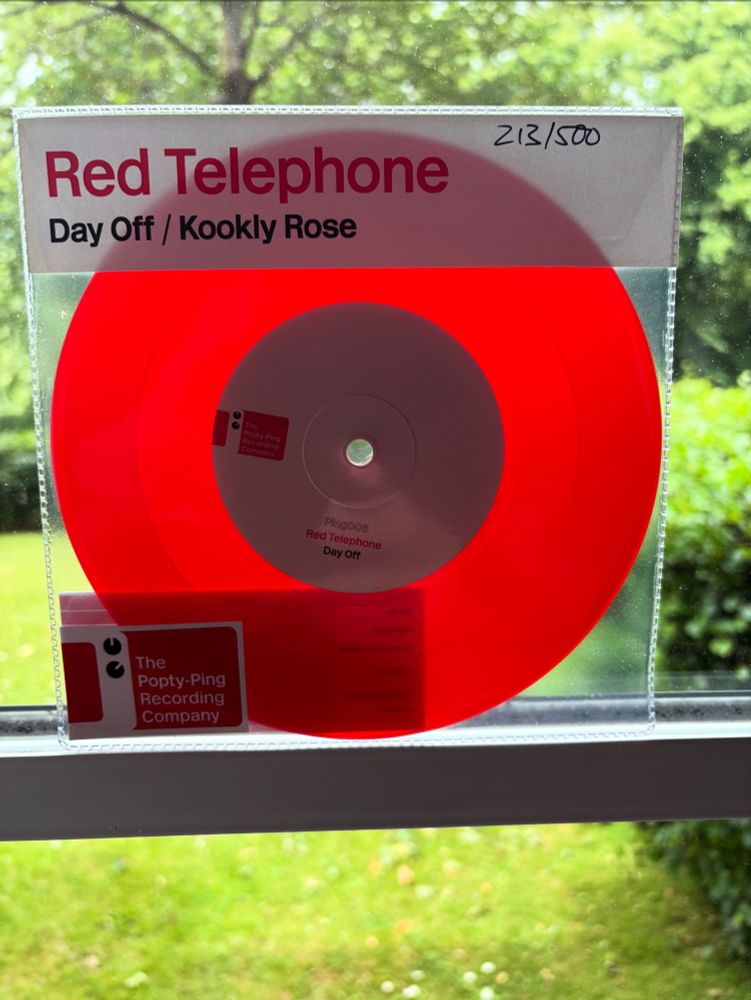 213/500
Red Telephone
Day Off / Kookly Rose
The
Popty-Ping
Recording
Company
Ping006
Red Telephone
Day Off
The
Popty-Ping
Recording
Company